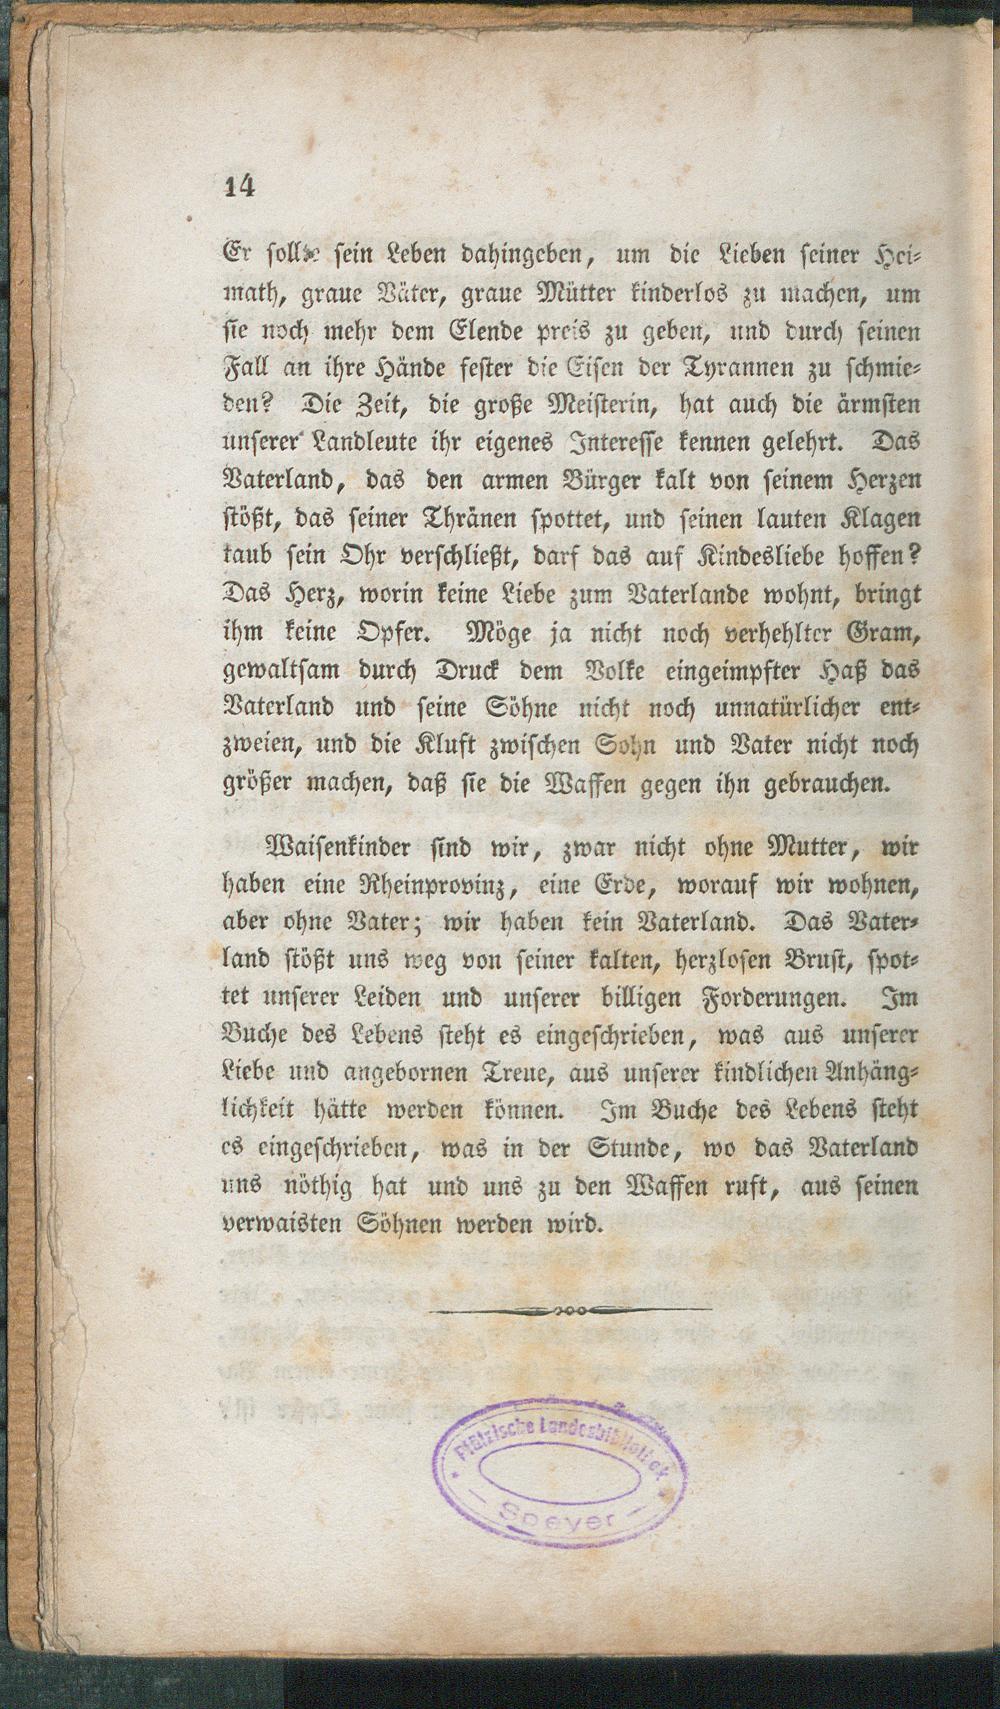 14
Er sollte sein Leben dahingeben, um die Lieben seiner Hei-
math, graue Väter, graue Mütter kinderlos zu machen, um
sie noch mehr dem Elende preis zu geben, und durch seinen
Fall an ihre Hände fester die Eisen der Tyrannen zu schmie-
den? Die Zeit, die große Meisterin, hat auch die ärmsten
unserer Landleute ihr eigenes Interesse kennen gelehrt. Das
Vaterland, das den armen Bürger kalt von seinem Herzen
stößt, das seiner Thränen spottet, und seinen lauten Klagen
taub sein Ohr verschließt, darf das auf Kindesliebe hoffen?
Das Herz, worin keine Liebe zum Vaterlande wohnt, bringt
ihm keine Opfer. Möge ja nicht noch verhehlter Gram,
gewaltsam durch Druck dem Volke eingeimpfter Haß das
Vaterland und seine Söhne nicht noch unnatürlicher ent-
zweien, und die Kluft zwischen Sohn und Vater nicht noch
größer machen, daß sie die Waffen gegen ihn gebrauchen.
Waisenkinder sind wir, zwar nicht ohne Mutter, wir
haben eine Rheinprovinz, eine Erde, worauf wir wohnen,
aber ohne Vater; wir haben kein Vaterland. Das Vater-
land stößt uns weg von seiner kalten, herzlosen Brust, spot-
tet unserer Leiden und unserer billigen Forderungen. Im
Buche des Lebens steht es eingeschrieben, was aus unserer
Liebe und angebornen Treue, aus unserer kindlichen Anhäng-
lichkeit hätte werden können. Im Buche des Lebens steht
es eingeschrieben, was in der Stunde, wo das Vaterland
uns nöthig hat und uns zu den Waffen ruft, aus seinen
verwaisten Söhnen werden wird.
Pfälzische Landesbibliothek
Speyer